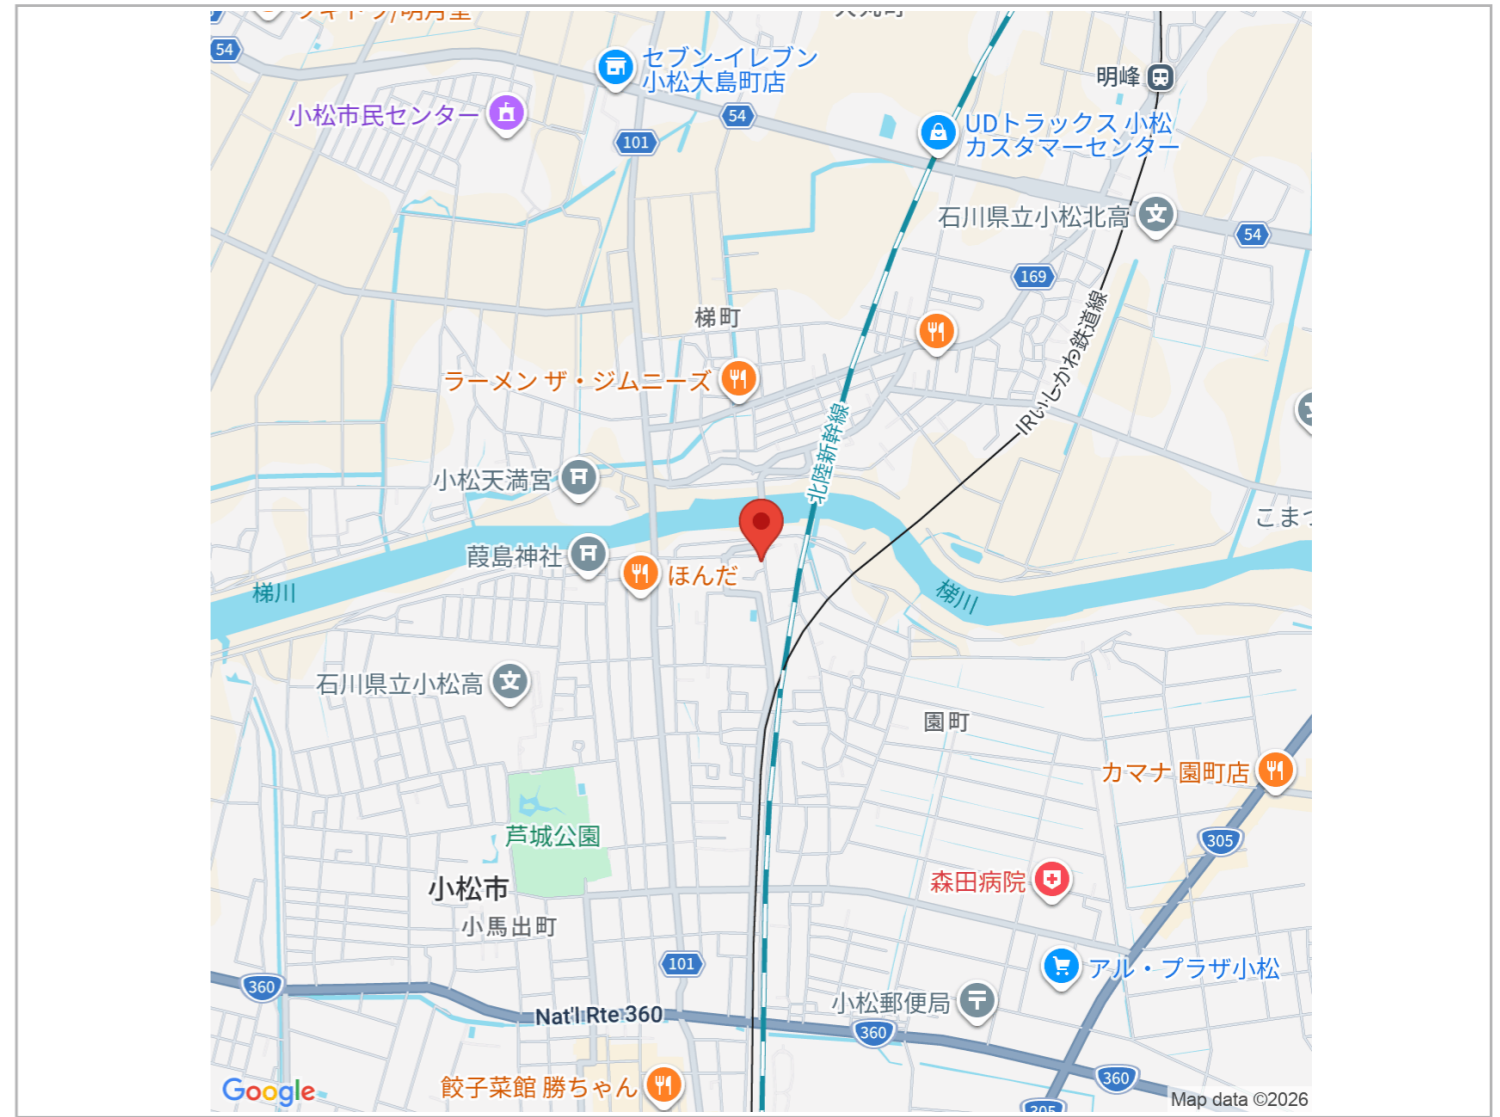 54
セブン-イレブン
小松大島町店
明峰
小松市民センター
54
101
UDトラックス 小松
カスタマーセンター
石川県立小松北高
54
169
梯町
IRいしかわ鉄道線
ラーメン ザ・ジムニーズ
北陸新幹線
小松天満宮
こまつ
葭島神社
ほんだ
梯川
梯川
石川県立小松高
園町
カマナ 園町店
305
芦城公園
森田病院
小松市
小馬出町
101
アル・プラザ小松
360
小松郵便局
Nat'l Rte 360
360
360
餃子菜館 勝ちゃん
305
Google
Map data ©2026